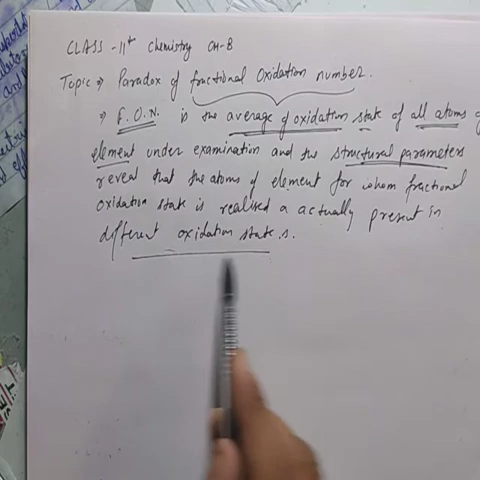 CLASS - 11th Chemistry CH-8
Topic ⇒ Paradox of fractional Oxidation number.
⇒ F.O.N. is the average of oxidation state of all atoms of
element under examination and the structural parameters
reveal that the atoms of element for whom fractional
oxidation state is realised a actually present in
different oxidation states.